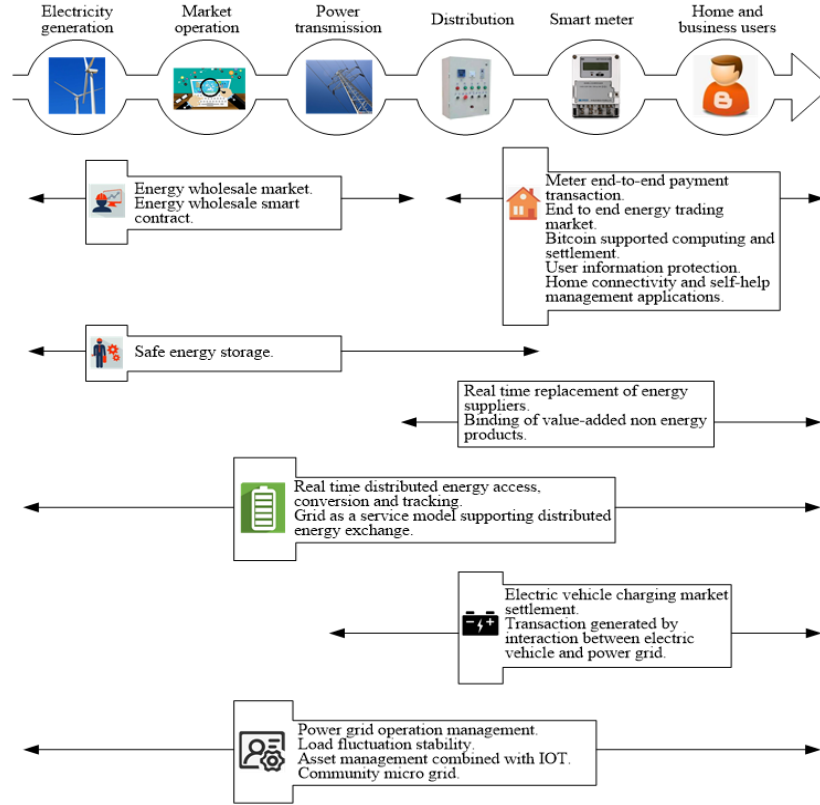 Electricity
generation
Market
operation
Power
transmission
Distribution
Smart meter
Home and
business users
Energy wholesale market.
Energy wholesale smart
contract.
Meter end-to-end payment
transaction.
End to end energy trading
market.
Bitcoin supported computing and
settlement.
User information protection.
Home connectivity and self-help
management applications.
Safe energy storage.
Real time replacement of energy
suppliers.
Binding of value-added non energy
products.
Real time distributed energy access,
conversion and tracking.
Grid as a service model supporting distributed
energy exchange.
Electric vehicle charging market
settlement.
Transaction generated by
interaction between electric
vehicle and power grid.
Power grid operation management.
Load fluctuation stability.
Asset management combined with IOT.
Community micro grid.